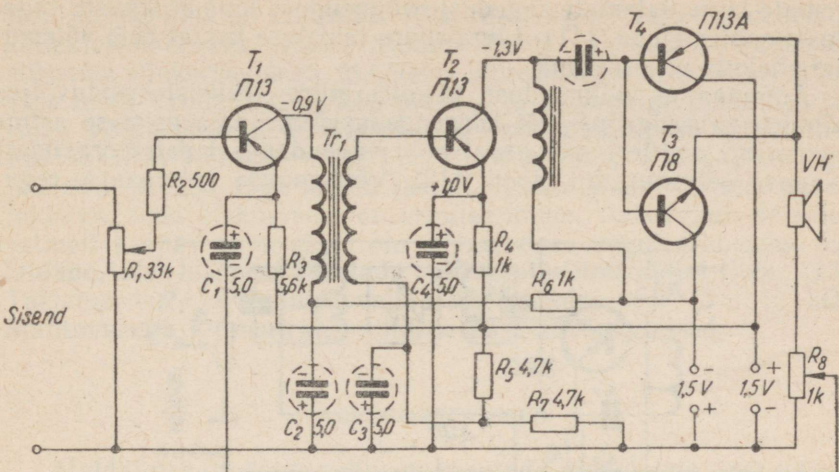 T₁
П13
-0,9V
Tr₁
T₂
П13
-1,3V
T₄
П13A
T₃
П8
VH
R₂ 500
R₁ 33k
C₁ 5,0
R₃
5,6k
+1,0V
C₄ 5,0
R₄
1k
R₆ 1k
Sisend
C₂ 5,0
C₃ 5,0
R₅ 4,7k
R₇ 4,7k
1,5V
1,5V
R₈
1k